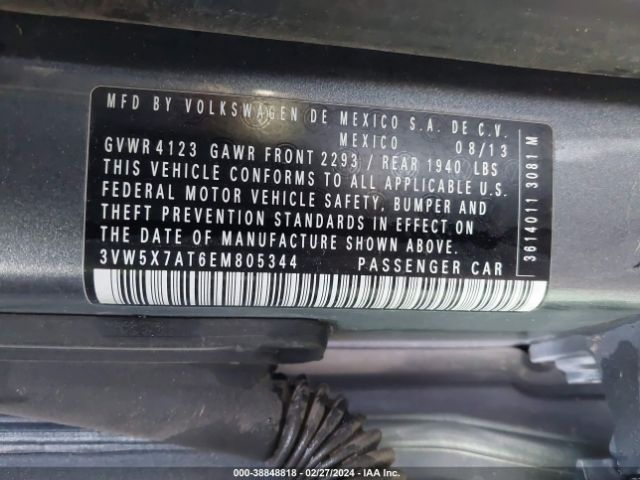 MFD BY VOLKSWAGEN DE MEXICO S.A. DE C.V.
MEXICO 08/13
GVWR 4123 GAWR FRONT 2293 / REAR 1940 LBS
THIS VEHICLE CONFORMS TO ALL APPLICABLE U.S.
FEDERAL MOTOR VEHICLE SAFETY, BUMPER AND
THEFT PREVENTION STANDARDS IN EFFECT ON
THE DATE OF MANUFACTURE SHOWN ABOVE.
3VW5X7AT6EM805344 PASSENGER CAR
3614011 3081 M
000-38848818 - 02/27/2024 - IAA Inc.